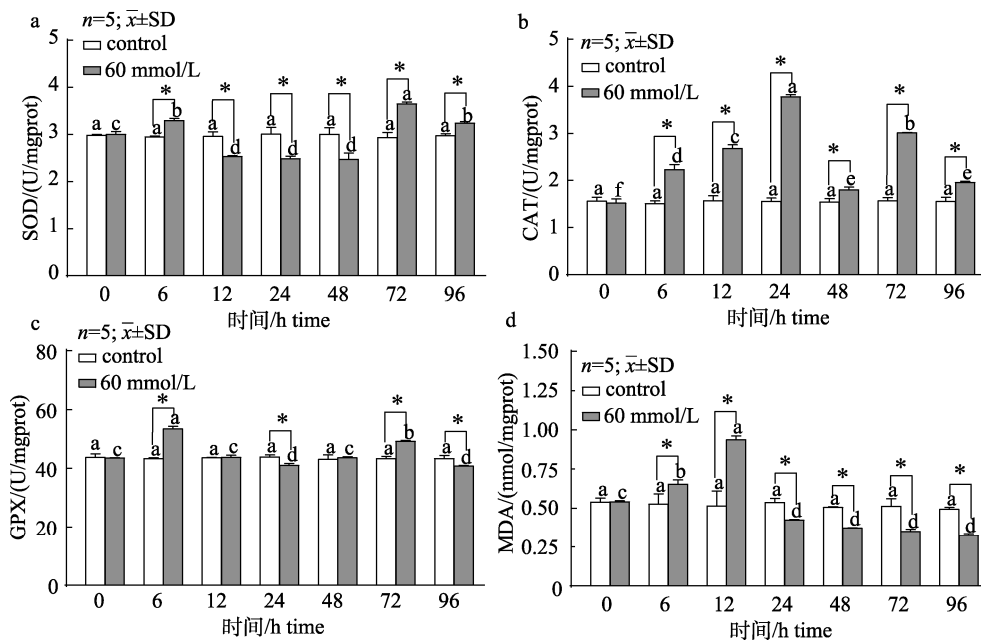 a
n=5; x̄±SD
control
60 mmol/L
SOD/(U/mgprot)
5
4
3
2
1
0
a c * a b * a d * a d * a d * a a * a b *
0 6 12 24 48 72 96
时间/h time
b
n=5; x̄±SD
control
60 mmol/L
CAT/(U/mgprot)
5
4
3
2
1
0
a f * a d * a c * a a * a e * a b * a e
0 6 12 24 48 72 96
时间/h time
c
n=5; x̄±SD
control
60 mmol/L
GPX/(U/mgprot)
80
60
40
20
0
a c * a a a c * a d a c * a b * a d
0 6 12 24 48 72 96
时间/h time
d
n=5; x̄±SD
control
60 mmol/L
MDA/(nmol/mgprot)
1.50
1.25
1.00
0.75
0.50
0.25
0
a c * a b * a a * a d * a d * a d * a d
0 6 12 24 48 72 96
时间/h time